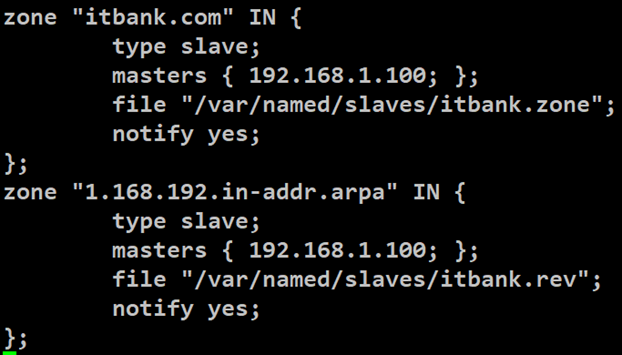 zone "itbank.com" IN {
        type slave;
        masters { 192.168.1.100; };
        file "/var/named/slaves/itbank.zone";
        notify yes;
};
zone "1.168.192.in-addr.arpa" IN {
        type slave;
        masters { 192.168.1.100; };
        file "/var/named/slaves/itbank.rev";
        notify yes;
};